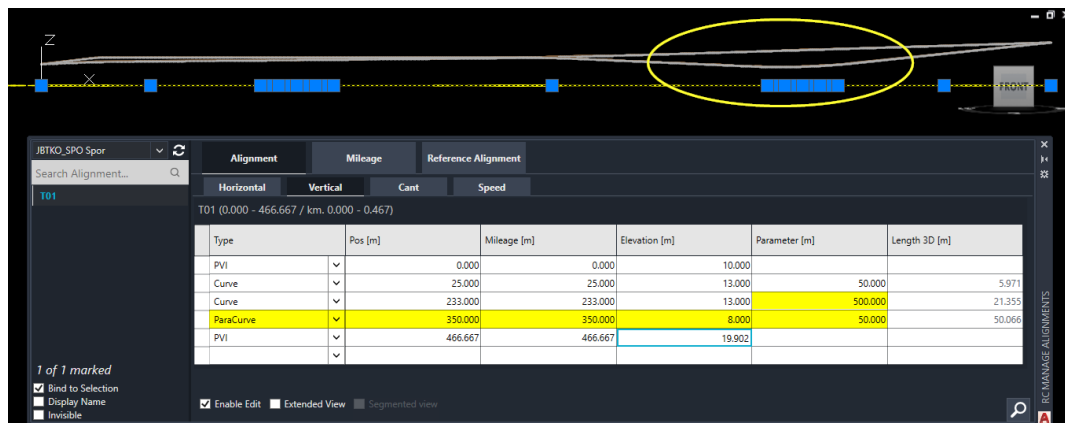 Z
X
FRONT
JBTKO_SPO Spor
Search Alignment...
T01
Alignment Mileage Reference Alignment
Horizontal Vertical Cant Speed
T01 (0.000 - 466.667 / km. 0.000 - 0.467)
Type Pos [m] Mileage [m] Elevation [m] Parameter [m] Length 3D [m]
PVI 0.000 0.000 10.000
Curve 25.000 25.000 13.000 50.000 5.971
Curve 233.000 233.000 13.000 500.000 21.355
ParaCurve 350.000 350.000 8.000 50.000 50.066
PVI 466.667 466.667 19.902
1 of 1 marked
Bind to Selection
Display Name
Invisible
Enable Edit Extended View Segmented view
RC MANAGE ALIGNMENTS
A